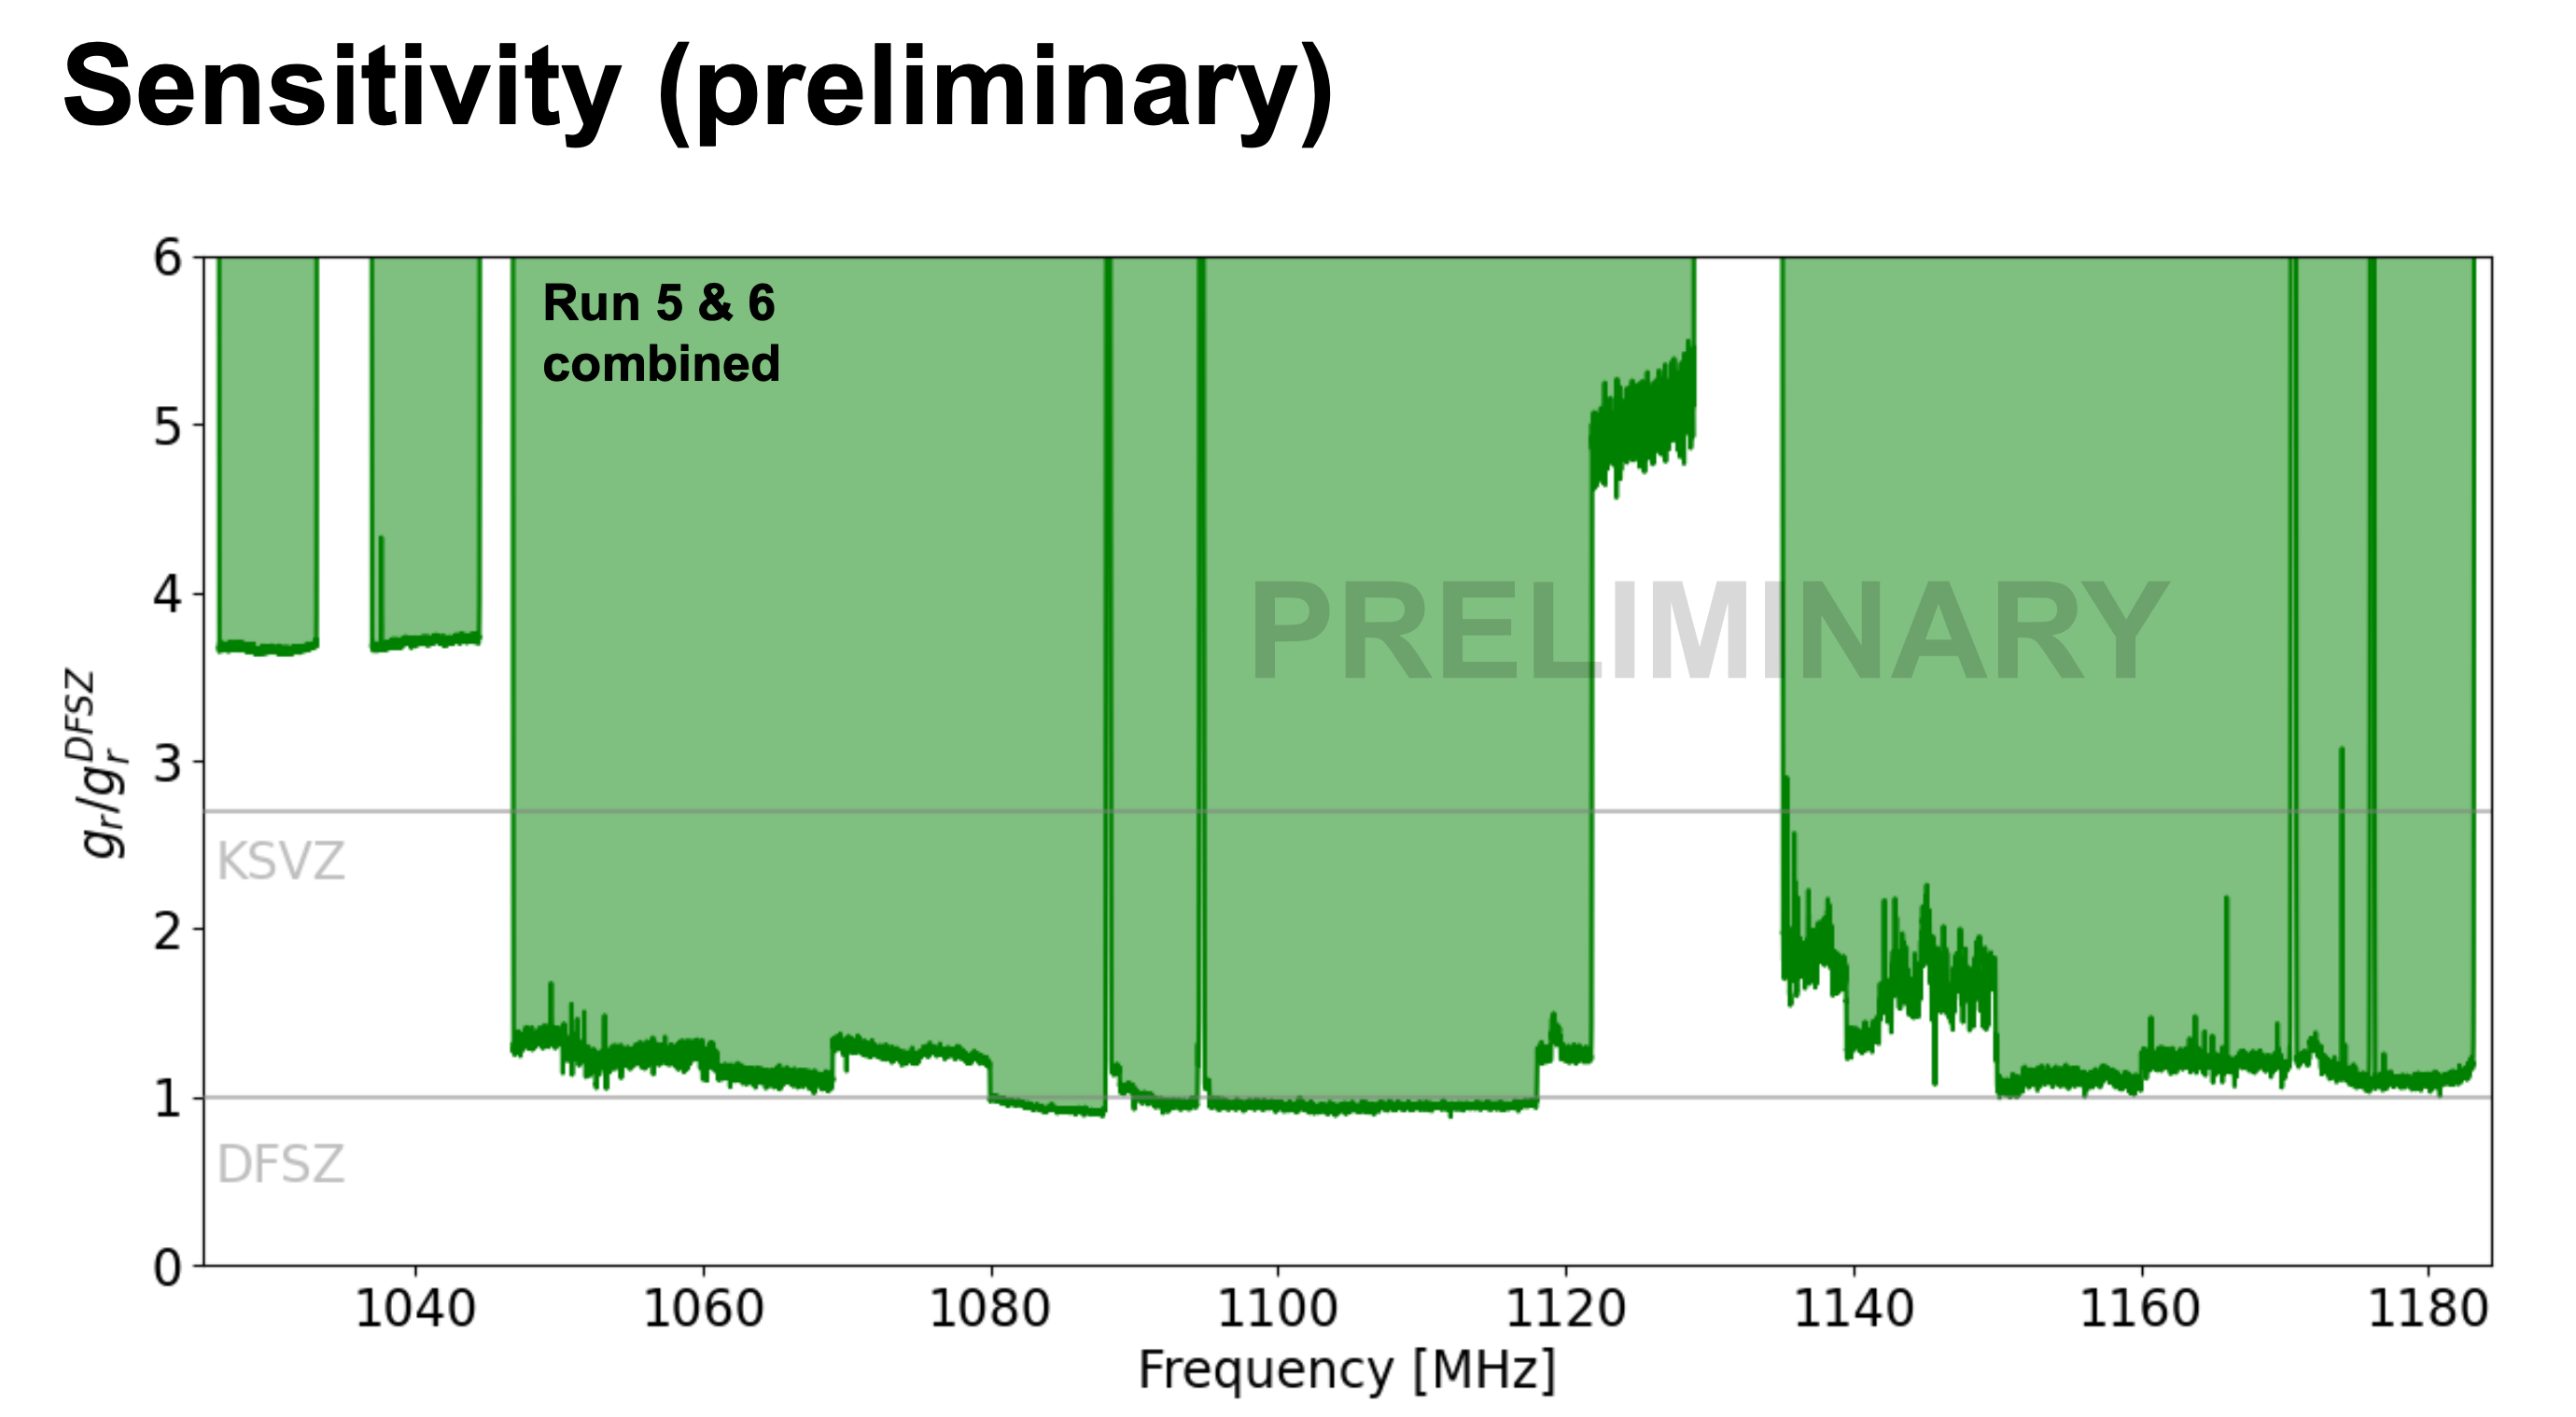 Sensitivity (preliminary)
Run 5 & 6
combined
PRELIMINARY
KSVZ
DFSZ
g_r/g_r^DFSZ
6
5
4
3
2
1
0
1040 1060 1080 1100 1120 1140 1160 1180
Frequency [MHz]